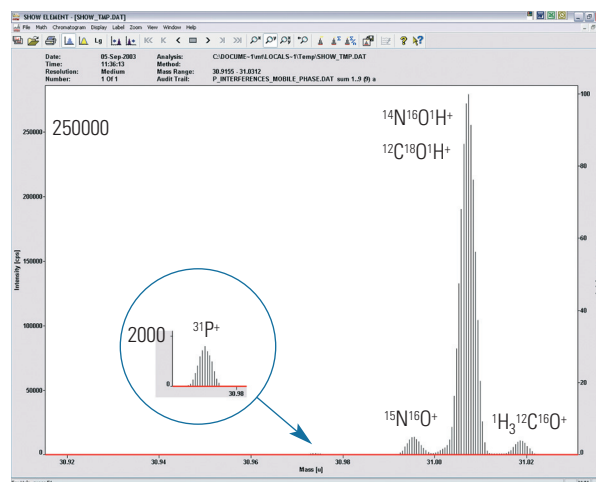 SHOW ELEMENT - [SHOW_TMP.DAT]
File Math Chromatogram Display Label Zoom View Window Help
Lg
Date: 05-Sep-2003 Analysis: C:\DOCUME~1\mt\LOCALS~1\Temp\SHOW_TMP.DAT
Time: 11:36:13 Method:
Resolution: Medium Mass Range: 30.9155 - 31.0312
Number: 1 Of 1 Audit Trail: P_INTERFERENCES_MOBILE_PHASE.DAT sum 1..9 (9) a
250000
250000
200000
150000
100000
50000
0
Intensity [cps]
100
80
60
40
20
0
¹⁴N¹⁶O¹H⁺
¹²C¹⁸O¹H⁺
2000
³¹P⁺
0
30.98
¹⁵N¹⁶O⁺
¹H₃¹²C¹⁶O⁺
30.92 30.94 30.96 30.98 31.00 31.02
Mass [u]